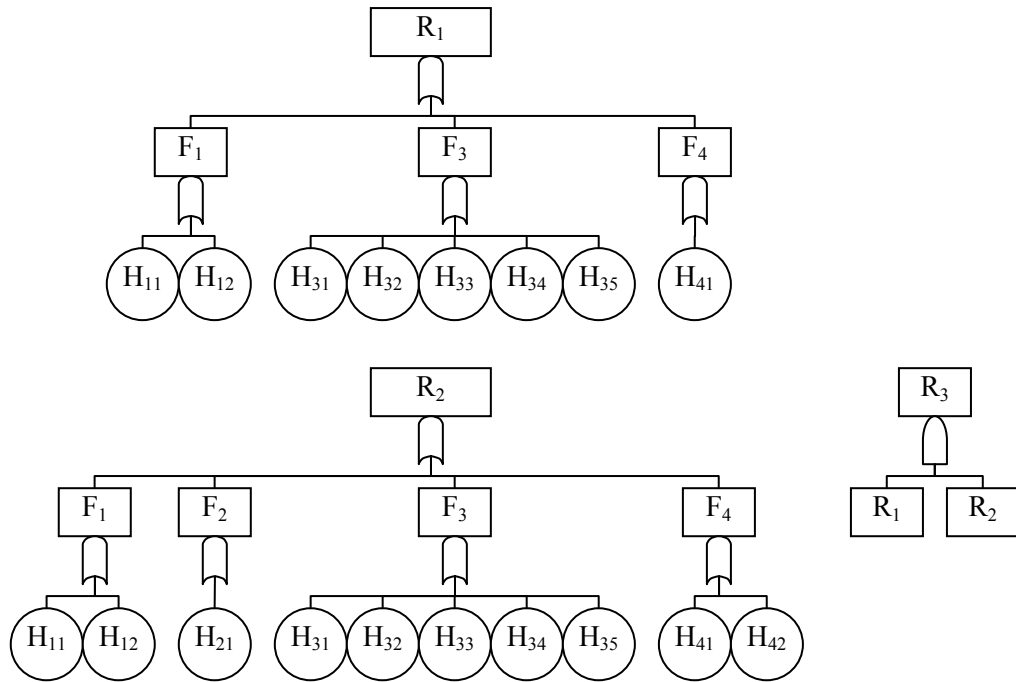 R₁
F₁ F₃ F₄
H₁₁ H₁₂ H₃₁ H₃₂ H₃₃ H₃₄ H₃₅ H₄₁
R₂ R₃
F₁ F₂ F₃ F₄ R₁ R₂
H₁₁ H₁₂ H₂₁ H₃₁ H₃₂ H₃₃ H₃₄ H₃₅ H₄₁ H₄₂